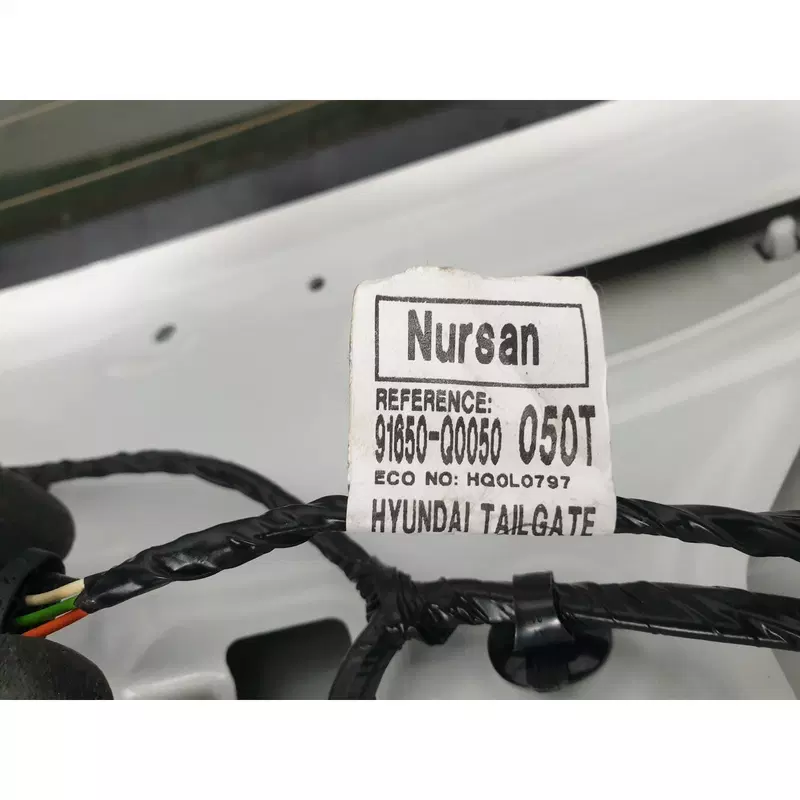 Nursan
REFERENCE:
91650-Q0050 050T
ECO NO: HQ0L0797
HYUNDAI TAILGATE